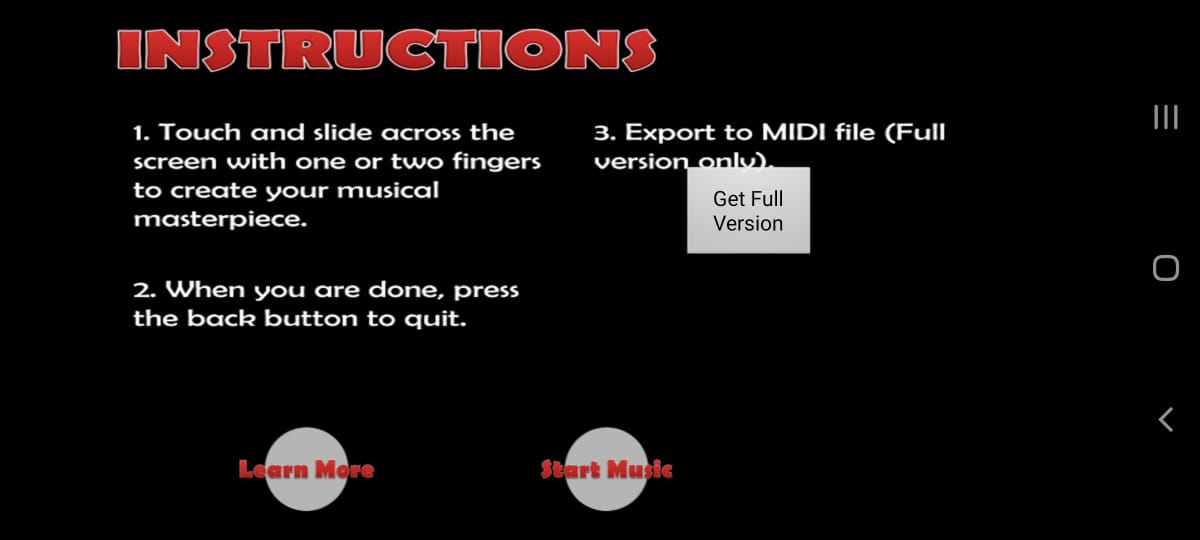 INSTRUCTIONS
1. Touch and slide across the
screen with one or two fingers
to create your musical
masterpiece.
2. When you are done, press
the back button to quit.
3. Export to MIDI file (Full
version only).
Get Full
Version
Learn More
Start Music